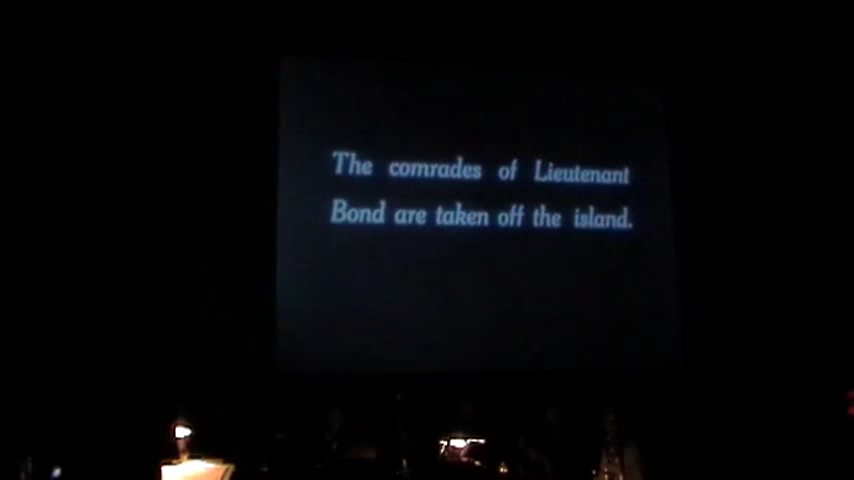 The comrades of Lieutenant
Bond are taken off the island.